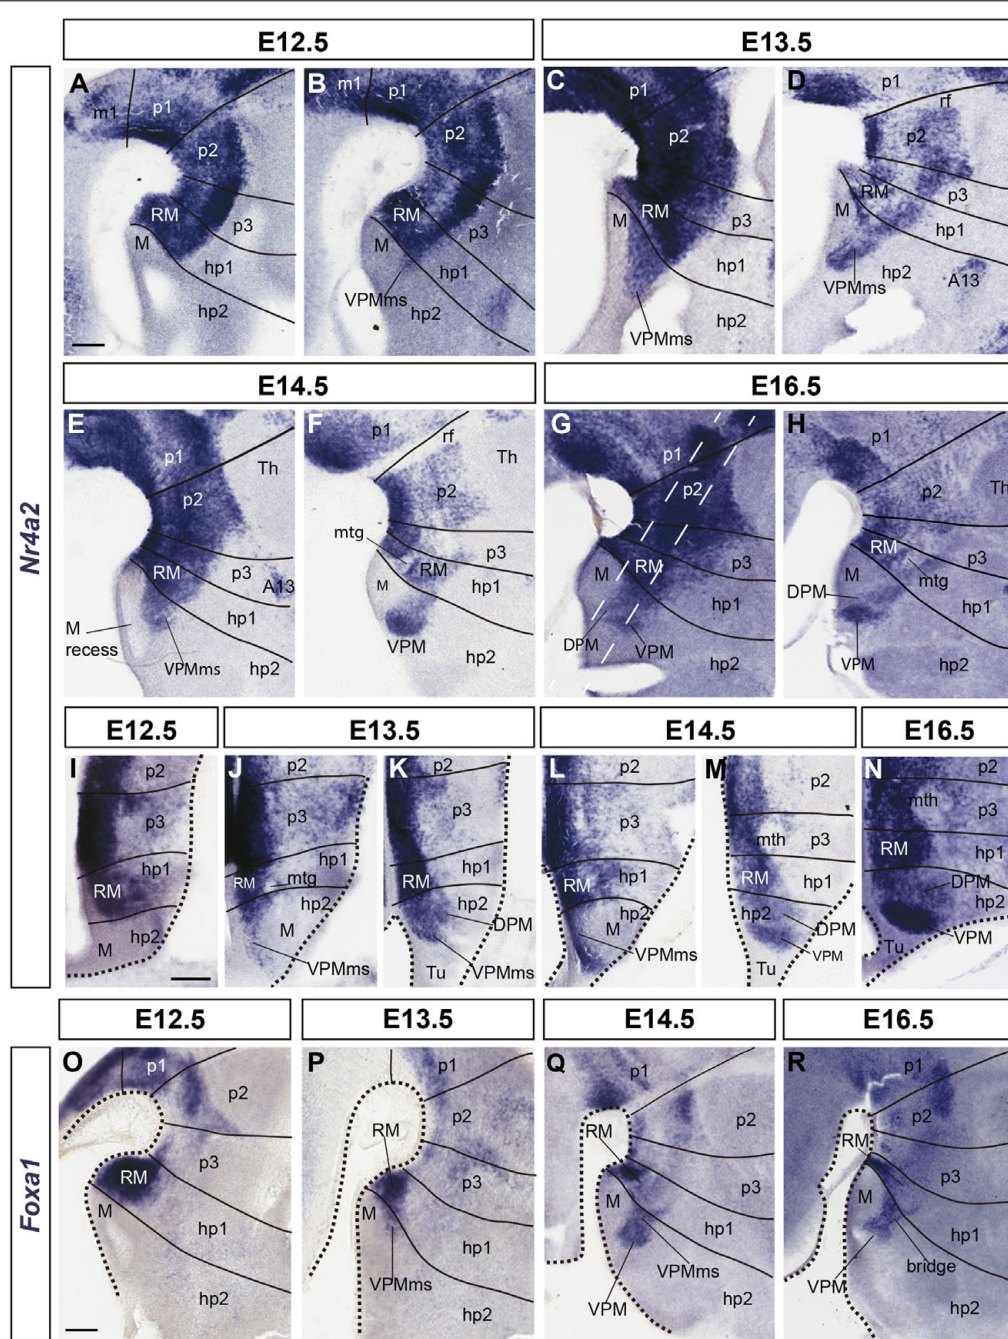 E12.5
E13.5
Nr4a2
A
m1
p1
p2
RM
M
p3
hp1
hp2
B
m1
p1
p2
RM
M
p3
hp1
VPMms
hp2
C
p1
p2
RM
M
p3
hp1
hp2
VPMms
D
p1
rf
p2
RM
M
p3
hp1
VPMms
hp2
A13
E14.5
E16.5
E
p1
Th
p2
RM
p3
A13
M
recess
hp1
VPMms
hp2
F
p1
rf
Th
p2
mtg
p3
RM
M
hp1
VPM
hp2
G
p1
p2
RM
M
p3
hp1
DPM
VPM
hp2
H
p1
p2
Th
RM
p3
M
mtg
DPM
hp1
VPM
hp2
E12.5
E13.5
E14.5
E16.5
I
p2
p3
hp1
RM
hp2
M
J
p2
p3
hp1
RM
mtg
hp2
M
VPMms
K
p2
p3
hp1
RM
hp2
DPM
Tu
VPMms
L
p2
p3
hp1
RM
hp2
M
VPMms
M
p2
mth
p3
RM
hp1
hp2
DPM
VPM
Tu
N
p2
mth
p3
RM
hp1
DPM
hp2
Tu
VPM
E12.5
E13.5
E14.5
E16.5
Foxa1
O
p1
p2
p3
RM
M
hp1
hp2
P
p1
p2
RM
p3
M
hp1
VPMms
hp2
Q
p1
p2
RM
p3
M
hp1
VPMms
VPM
hp2
R
p1
p2
RM
p3
M
hp1
VPM
bridge
hp2